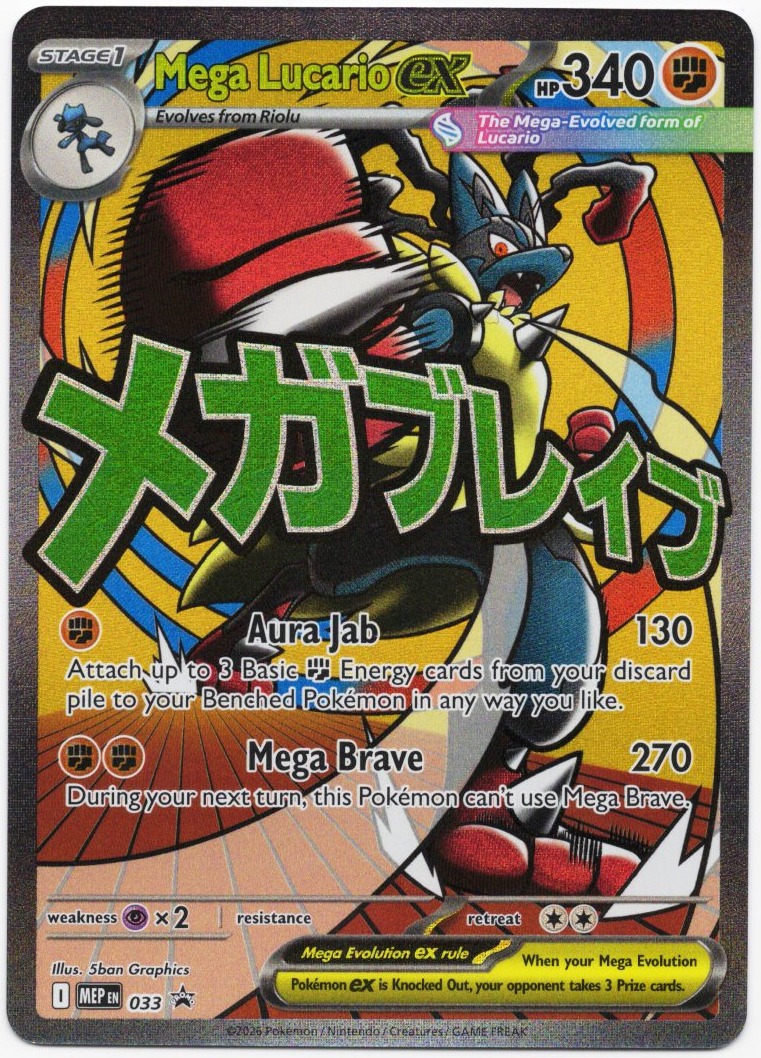 STAGE1
Mega Lucario ex
HP340
Evolves from Riolu
The Mega-Evolved form of
Lucario
メガブレイブ
Aura Jab 130
Attach up to 3 Basic Energy cards from your discard
pile to your Benched Pokémon in any way you like.
Mega Brave 270
During your next turn, this Pokémon can't use Mega Brave.
weakness ×2 resistance retreat
Illus. 5ban Graphics
Mega Evolution ex rule When your Mega Evolution
Pokémon ex is Knocked Out, your opponent takes 3 Prize cards.
I MEP EN 033
©2026 Pokémon / Nintendo / Creatures / GAME FREAK